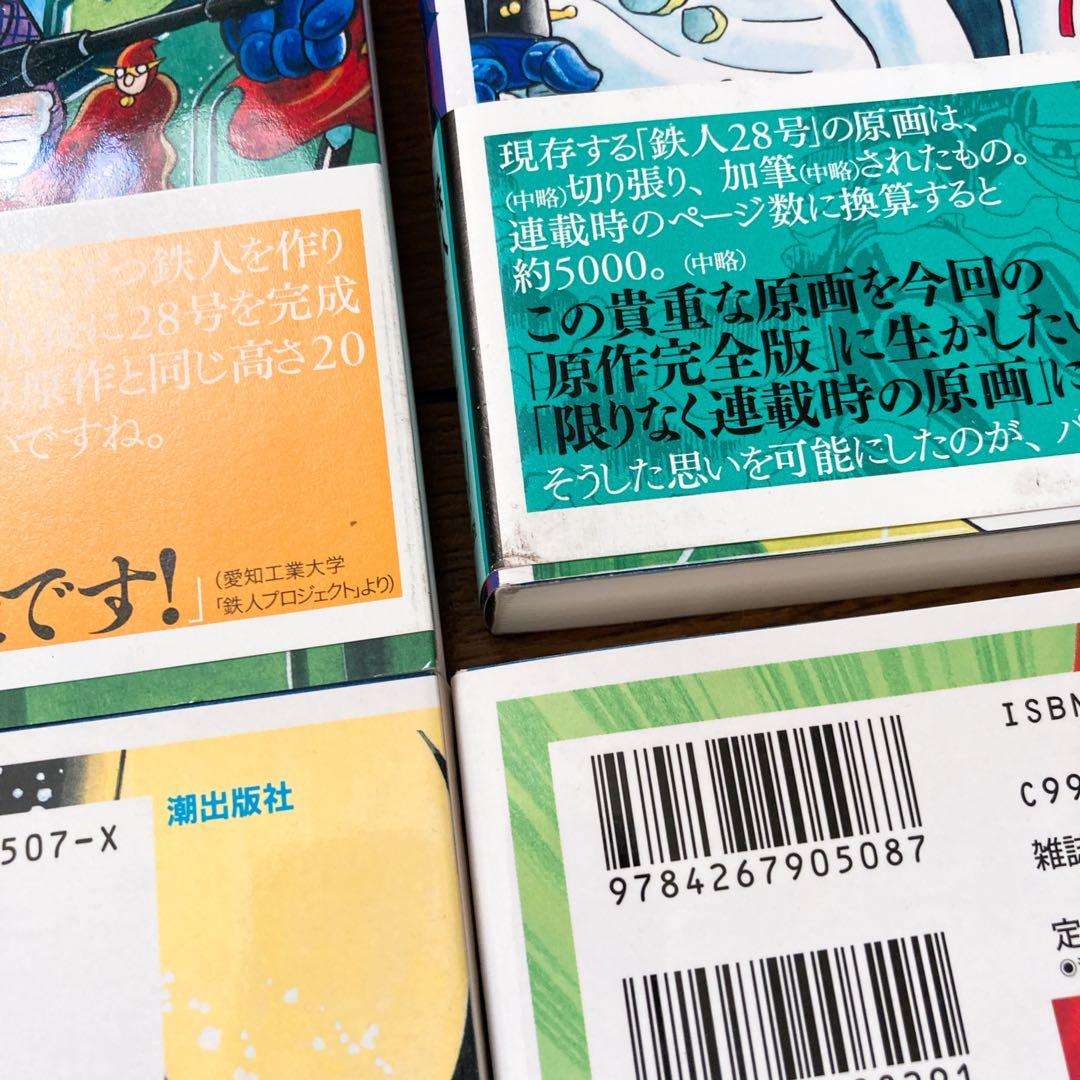 つ鉄人を作り
後に28号を完成
原作と同じ高さ20
いですね。
です!」
(愛知工業大学
「鉄人プロジェクト」より)
現存する「鉄人28号」の原画は、
(中略)切り張り、加筆(中略)されたもの。
連載時のページ数に換算すると
約5000。(中略)
この貴重な原画を今回の
「原作完全版」に生かしたい
「限りなく連載時の原画」に
そうした思いを可能にしたのが、バ
潮出版社
507-X
ISBN
9784267905087
C99
雑誌
定